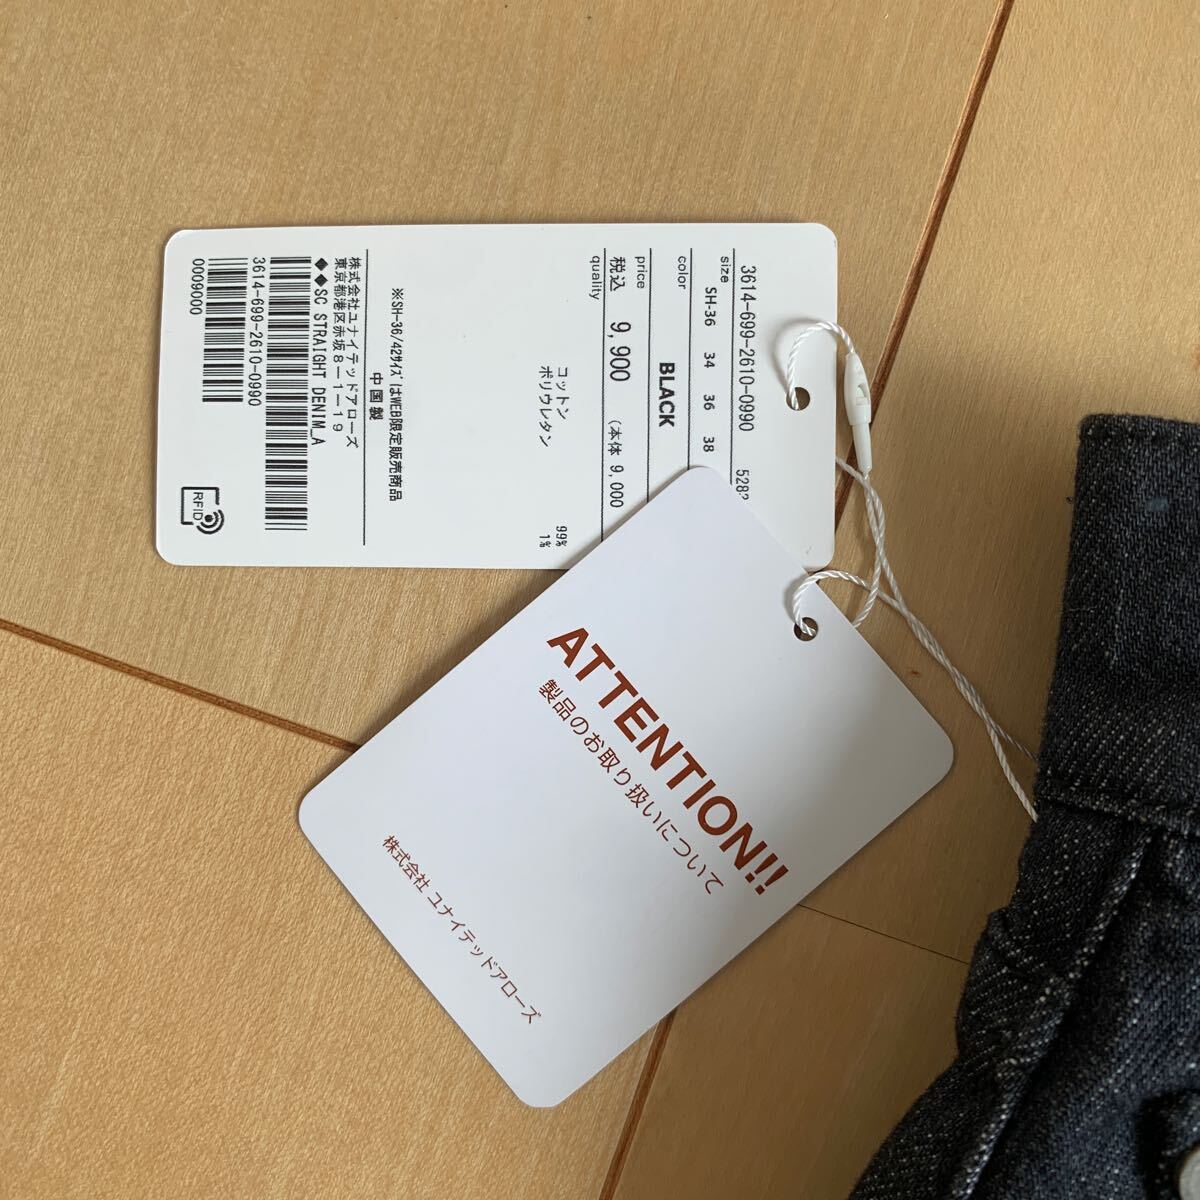 3614-699-2610-0990
size
SH-36 34 36 38
color
BLACK
price
税込 9,900 (本体 9,000
quality
コットン 99%
ポリウレタン 1%
※SH-36/42ｻｲｽﾞはWEB限定販売商品
中国製
株式会社ユナイテッドアローズ
東京都港区赤坂８－１－１９
◆◆SC STRAIGHT DENIM_A
3614-699-2610-0990
0009000
RFID
ATTENTION!!
製品のお取り扱いについて
株式会社 ユナイテッドアローズ